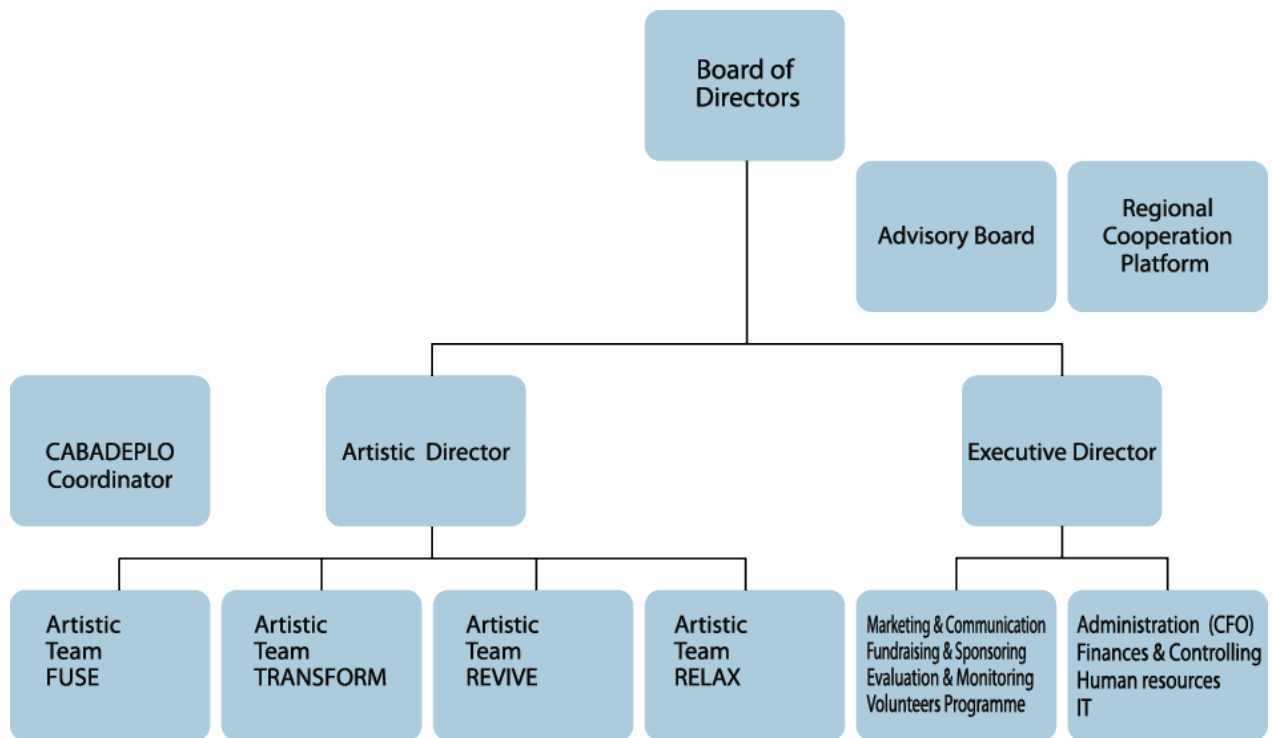 Board of
Directors
Advisory Board
Regional
Cooperation
Platform
CABADEPLO
Coordinator
Artistic Director
Executive Director
Artistic
Team
FUSE
Artistic
Team
TRANSFORM
Artistic
Team
REVIVE
Artistic
Team
RELAX
Marketing & Communication
Fundraising & Sponsoring
Evaluation & Monitoring
Volunteers Programme
Administration (CFO)
Finances & Controlling
Human resources
IT